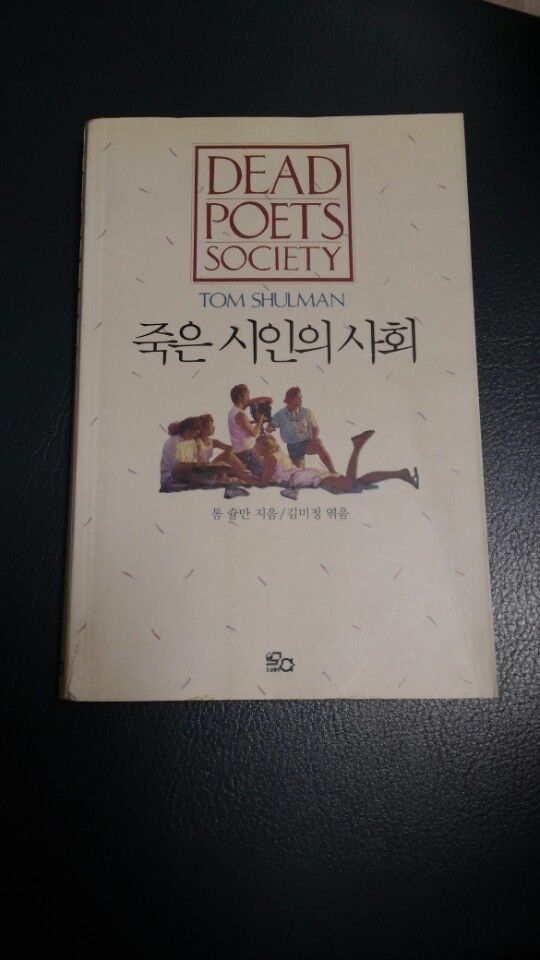 DEAD
POETS
SOCIETY
TOM SHULMAN
죽은 시인의 사회
톰 슐만 지음/김미정 엮음